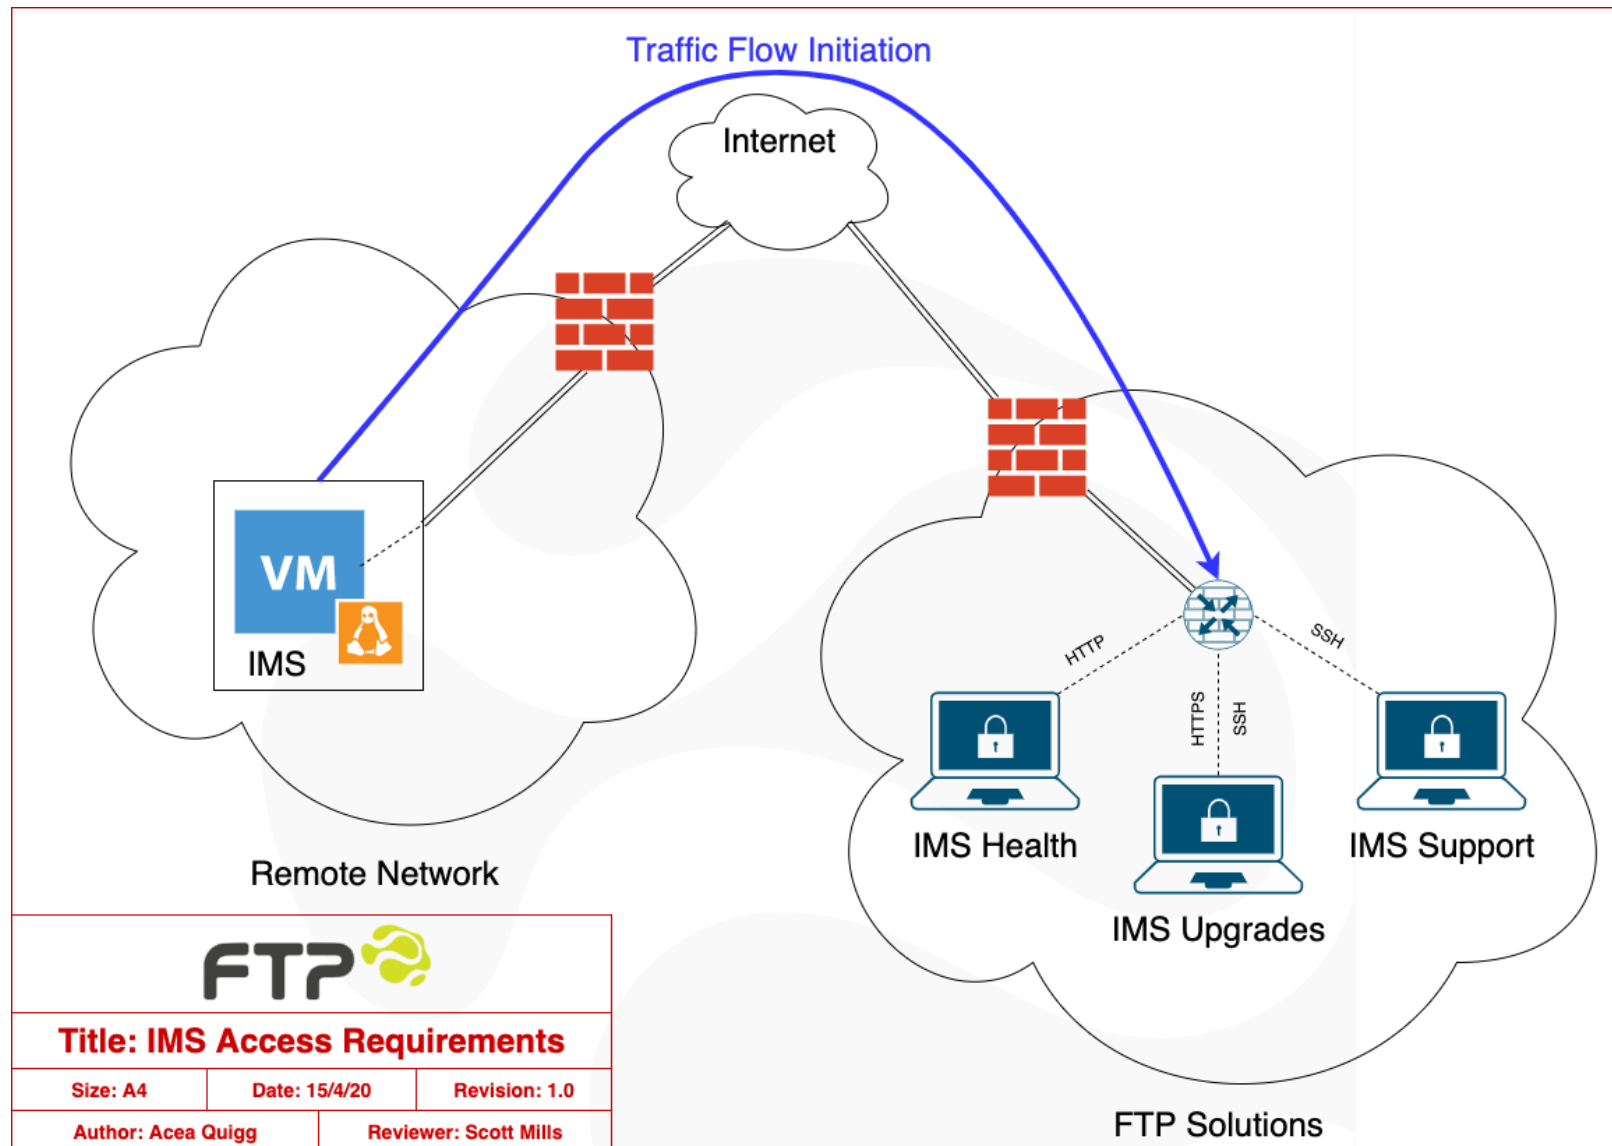 Traffic Flow Initiation
Internet
VM
IMS
Remote Network
HTTP
HTTPS
SSH
SSH
IMS Health
IMS Upgrades
IMS Support
FTP Solutions
FTP
Title: IMS Access Requirements
Size: A4
Date: 15/4/20
Revision: 1.0
Author: Acea Quigg
Reviewer: Scott Mills